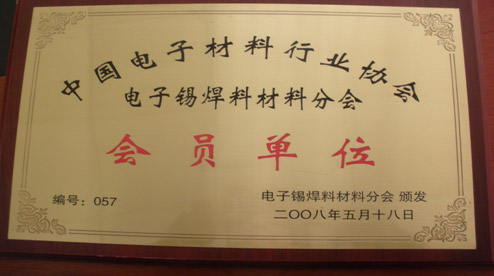 中国电子材料行业协会
电子锡焊料材料分会
会员单位
编号：057
电子锡焊料材料分会 颁发
二〇〇八年五月十八日